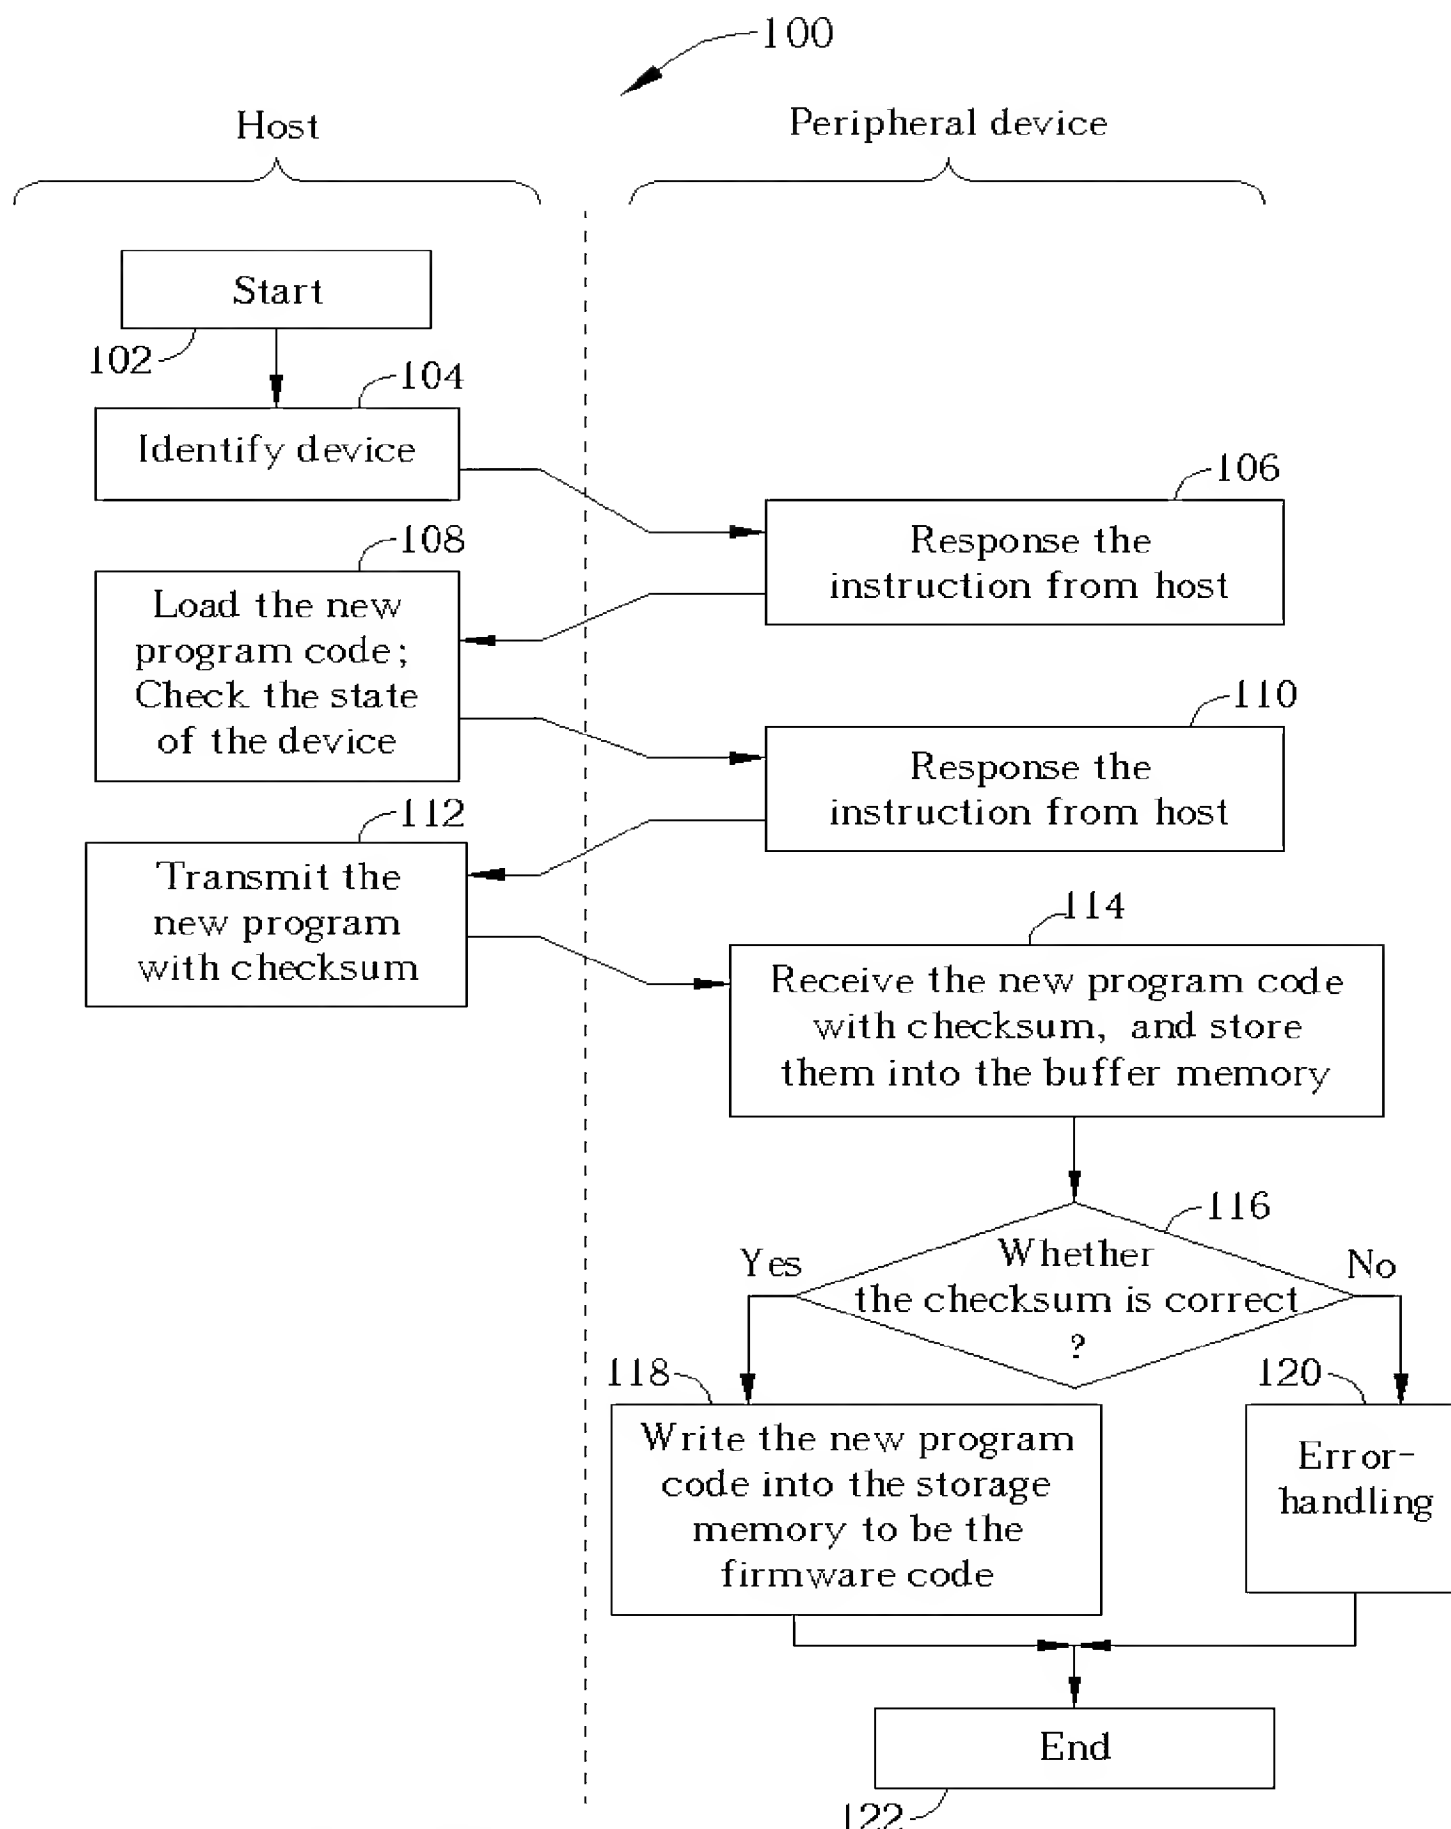 100
Host
Peripheral device
Start
102
104
Identify device
106
Response the
instruction from host
108
Load the new
program code;
Check the state
of the device
110
Response the
instruction from host
112
Transmit the
new program
with checksum
114
Receive the new program code
with checksum, and store
them into the buffer memory
116
Whether
the checksum is correct
?
Yes
No
118
Write the new program
code into the storage
memory to be the
firmware code
120
Error-
handling
End
122